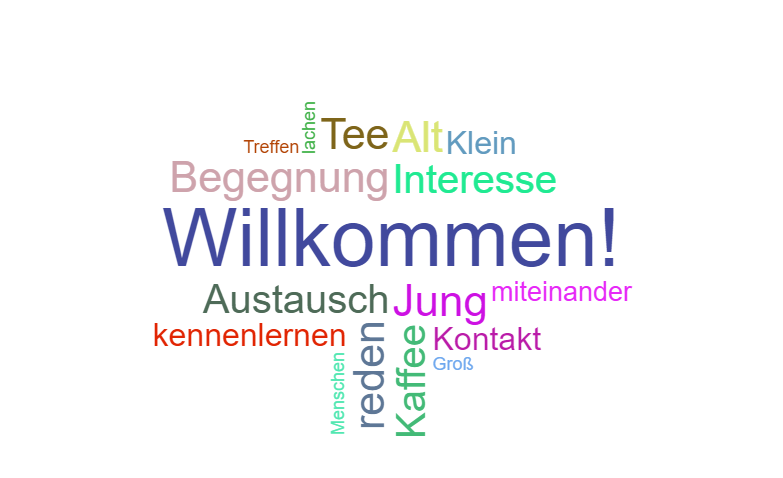 lachen
Treffen
Tee
Alt
Klein
Begegnung
Interesse
Willkommen!
Austausch
Jung
miteinander
kennenlernen
reden
Kaffee
Kontakt
Menschen
Groß